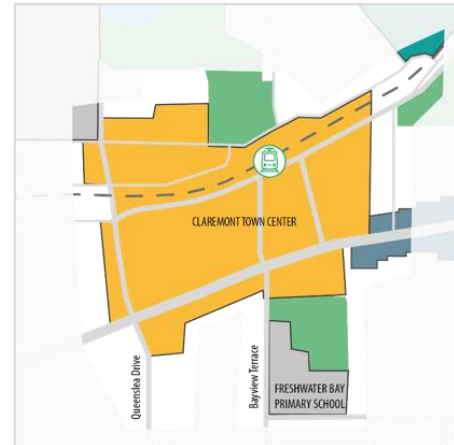 CLAREMONT TOWN CENTER
Queenslea Drive
Bayview Terrace
FRESHWATER BAY
PRIMARY SCHOOL